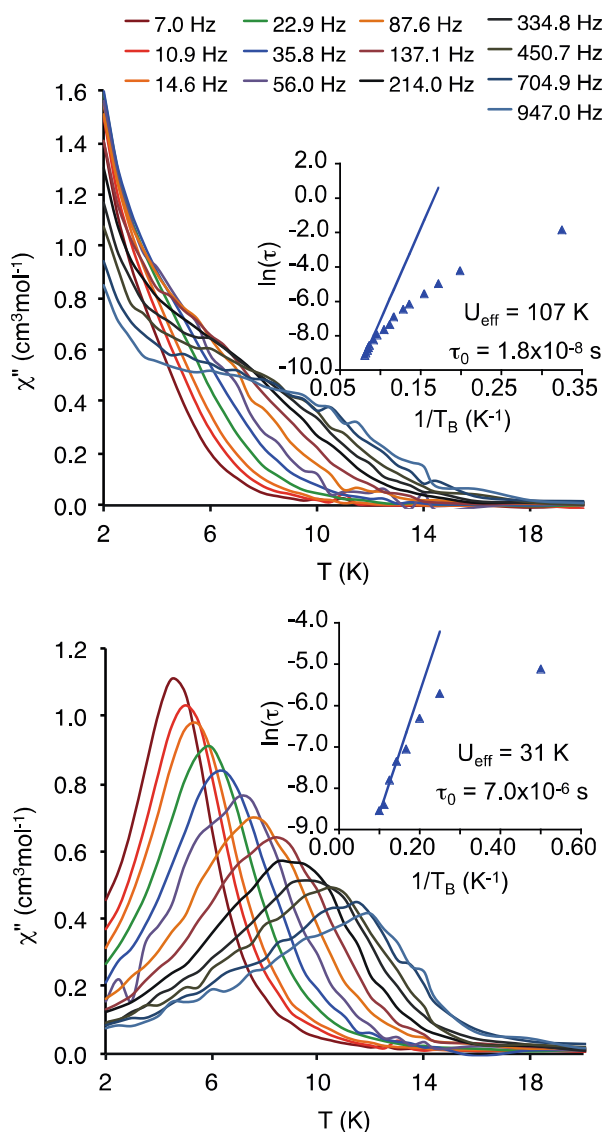 7.0 Hz 22.9 Hz 87.6 Hz 334.8 Hz
10.9 Hz 35.8 Hz 137.1 Hz 450.7 Hz
14.6 Hz 56.0 Hz 214.0 Hz 704.9 Hz
947.0 Hz
1.6
1.4
1.2
1.0
0.8
0.6
0.4
0.2
0.0
χ" (cm³mol⁻¹)
2 6 10 14 18
T (K)
2.0
0.0
-2.0
-4.0
-6.0
-8.0
-10.0
ln(τ)
U_eff = 107 K
τ₀ = 1.8x10⁻⁸ s
0.05 0.15 0.25 0.35
1/T_B (K⁻¹)
1.2
1.0
0.8
0.6
0.4
0.2
0.0
χ" (cm³mol⁻¹)
2 6 10 14 18
T (K)
-4.0
-5.0
-6.0
-7.0
-8.0
-9.0
ln(τ)
U_eff = 31 K
τ₀ = 7.0x10⁻⁶ s
0.00 0.20 0.40 0.60
1/T_B (K⁻¹)